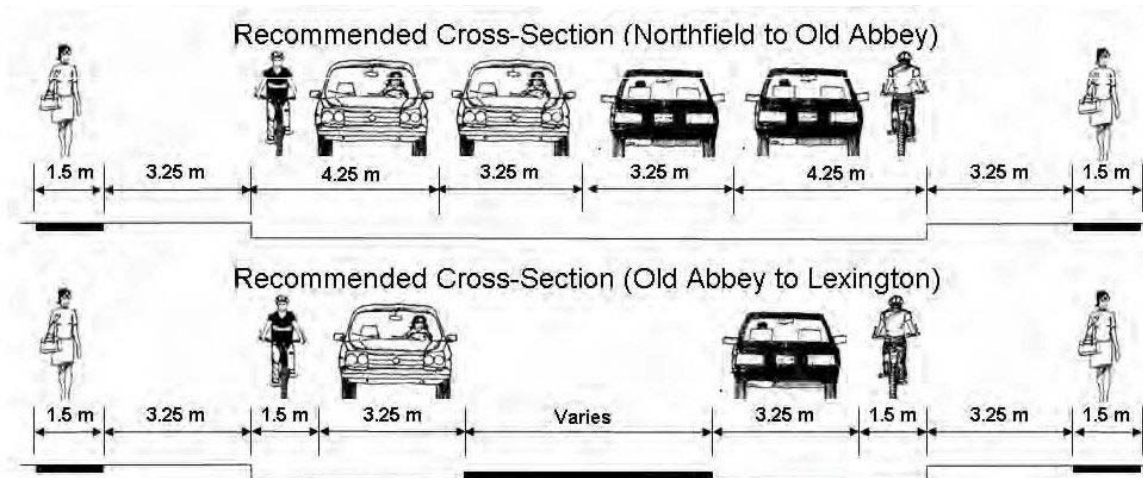 Recommended Cross-Section (Northfield to Old Abbey)
1.5 m 3.25 m 4.25 m 3.25 m 3.25 m 4.25 m 3.25 m 1.5 m
Recommended Cross-Section (Old Abbey to Lexington)
1.5 m 3.25 m 1.5 m 3.25 m Varies 3.25 m 1.5 m 3.25 m 1.5 m